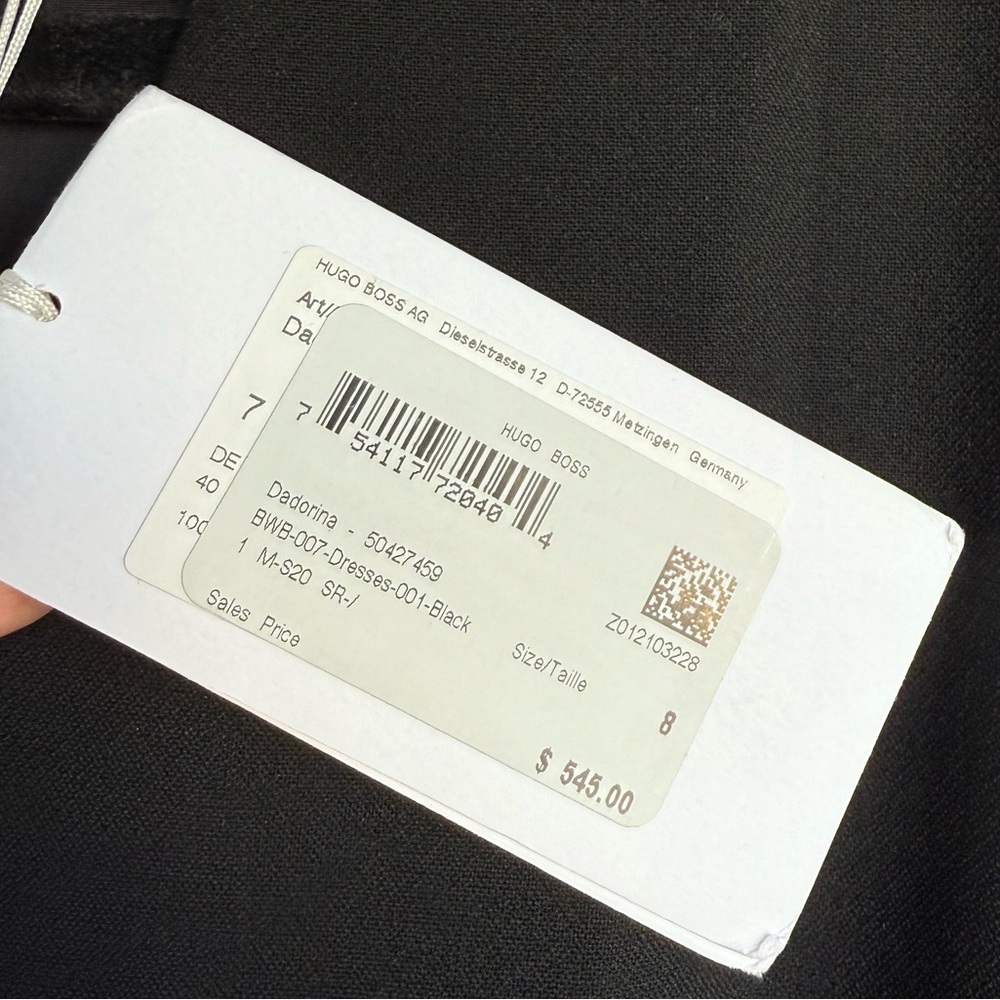 HUGO BOSS AG Dieselstrasse 12 D-72555 Metzingen Germany
Art/
Da
7
DE
40
100
HUGO BOSS
7 54117 72040 4
Dadorina - 50427459
BWB-007-Dresses-001-Black
1 M-S20 SR-/
Z012103228
Size/Taille
8
Sales Price
$ 545.00